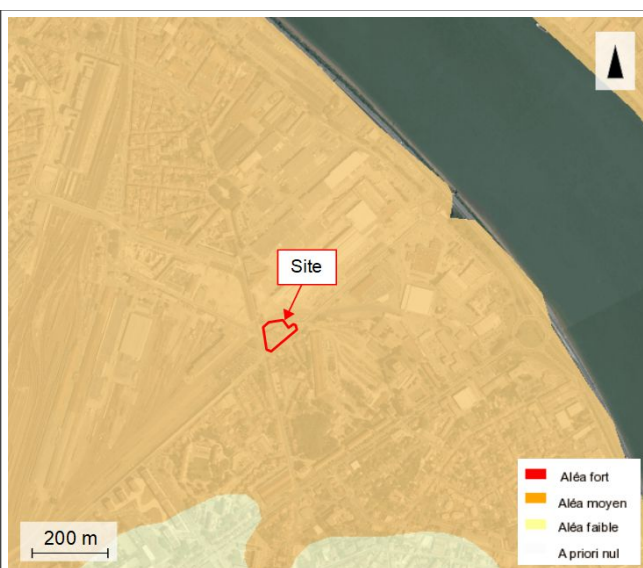 Site
Aléa fort
Aléa moyen
Aléa faible
A priori nul
200 m